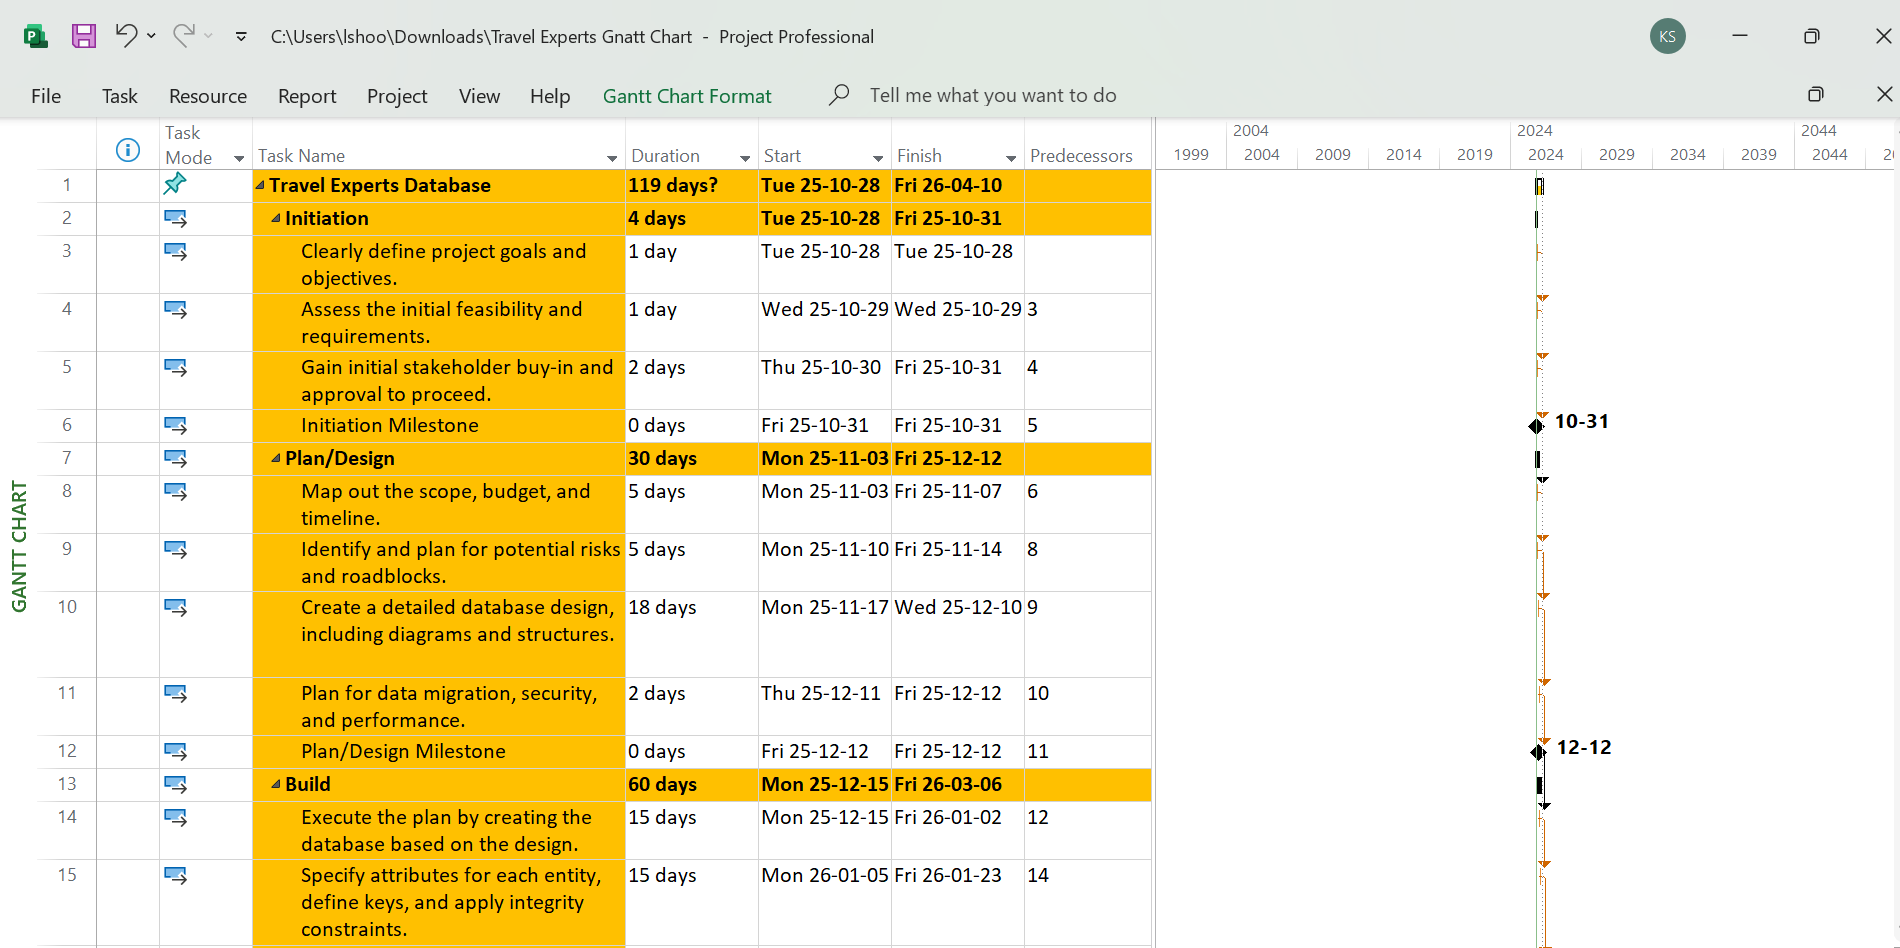 P
C:\Users\lshoo\Downloads\Travel Experts Gnatt Chart - Project Professional
KS
File Task Resource Report Project View Help Gantt Chart Format Tell me what you want to do
GANTT CHART
Task Mode Task Name Duration Start Finish Predecessors
2004 2024 2044
1999 2004 2009 2014 2019 2024 2029 2034 2039 2044
1 Travel Experts Database 119 days? Tue 25-10-28 Fri 26-04-10
2 Initiation 4 days Tue 25-10-28 Fri 25-10-31
3 Clearly define project goals and 1 day Tue 25-10-28 Tue 25-10-28
objectives.
4 Assess the initial feasibility and 1 day Wed 25-10-29 Wed 25-10-29 3
requirements.
5 Gain initial stakeholder buy-in and 2 days Thu 25-10-30 Fri 25-10-31 4
approval to proceed.
6 Initiation Milestone 0 days Fri 25-10-31 Fri 25-10-31 5 10-31
7 Plan/Design 30 days Mon 25-11-03 Fri 25-12-12
8 Map out the scope, budget, and 5 days Mon 25-11-03 Fri 25-11-07 6
timeline.
9 Identify and plan for potential risks 5 days Mon 25-11-10 Fri 25-11-14 8
and roadblocks.
10 Create a detailed database design, 18 days Mon 25-11-17 Wed 25-12-10 9
including diagrams and structures.
11 Plan for data migration, security, 2 days Thu 25-12-11 Fri 25-12-12 10
and performance.
12 Plan/Design Milestone 0 days Fri 25-12-12 Fri 25-12-12 11 12-12
13 Build 60 days Mon 25-12-15 Fri 26-03-06
14 Execute the plan by creating the 15 days Mon 25-12-15 Fri 26-01-02 12
database based on the design.
15 Specify attributes for each entity, 15 days Mon 26-01-05 Fri 26-01-23 14
define keys, and apply integrity
constraints.